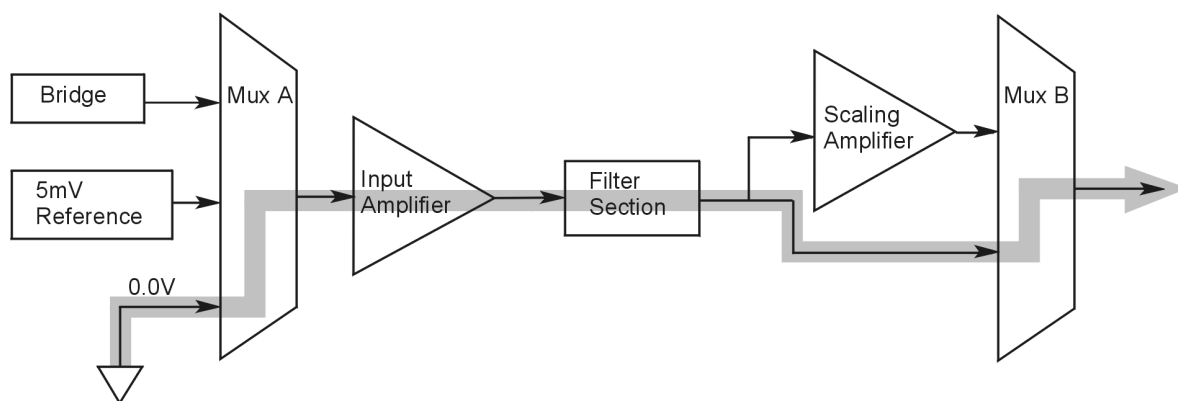 Bridge
Mux A
5mV
Reference
0.0V
Input
Amplifier
Filter
Section
Scaling
Amplifier
Mux B